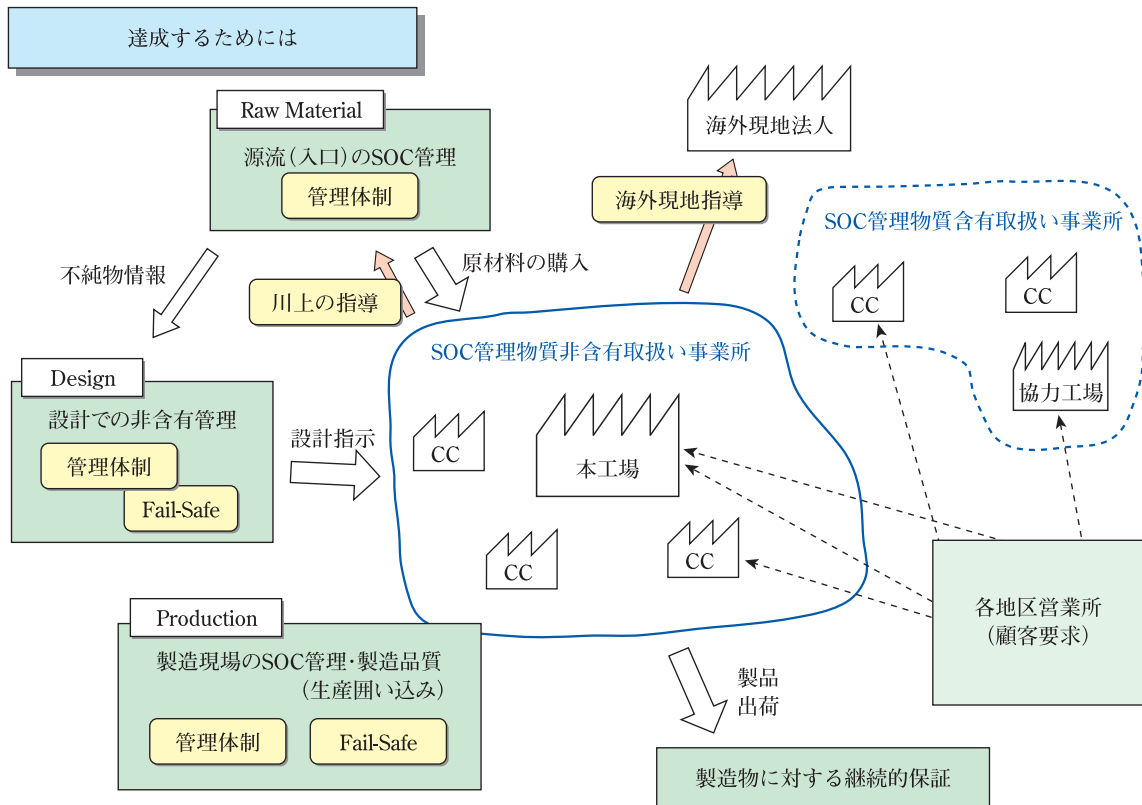 達成するためには
Raw Material
源流(入口)のSOC管理
管理体制
海外現地法人
海外現地指導
SOC管理物質含有取扱い事業所
CC
CC
協力工場
不純物情報
川上の指導
原材料の購入
SOC管理物質非含有取扱い事業所
Design
設計での非含有管理
管理体制
Fail-Safe
設計指示
CC
本工場
CC
CC
各地区営業所
(顧客要求)
Production
製造現場のSOC管理・製造品質
(生産囲い込み)
管理体制
Fail-Safe
製品
出荷
製造物に対する継続的保証